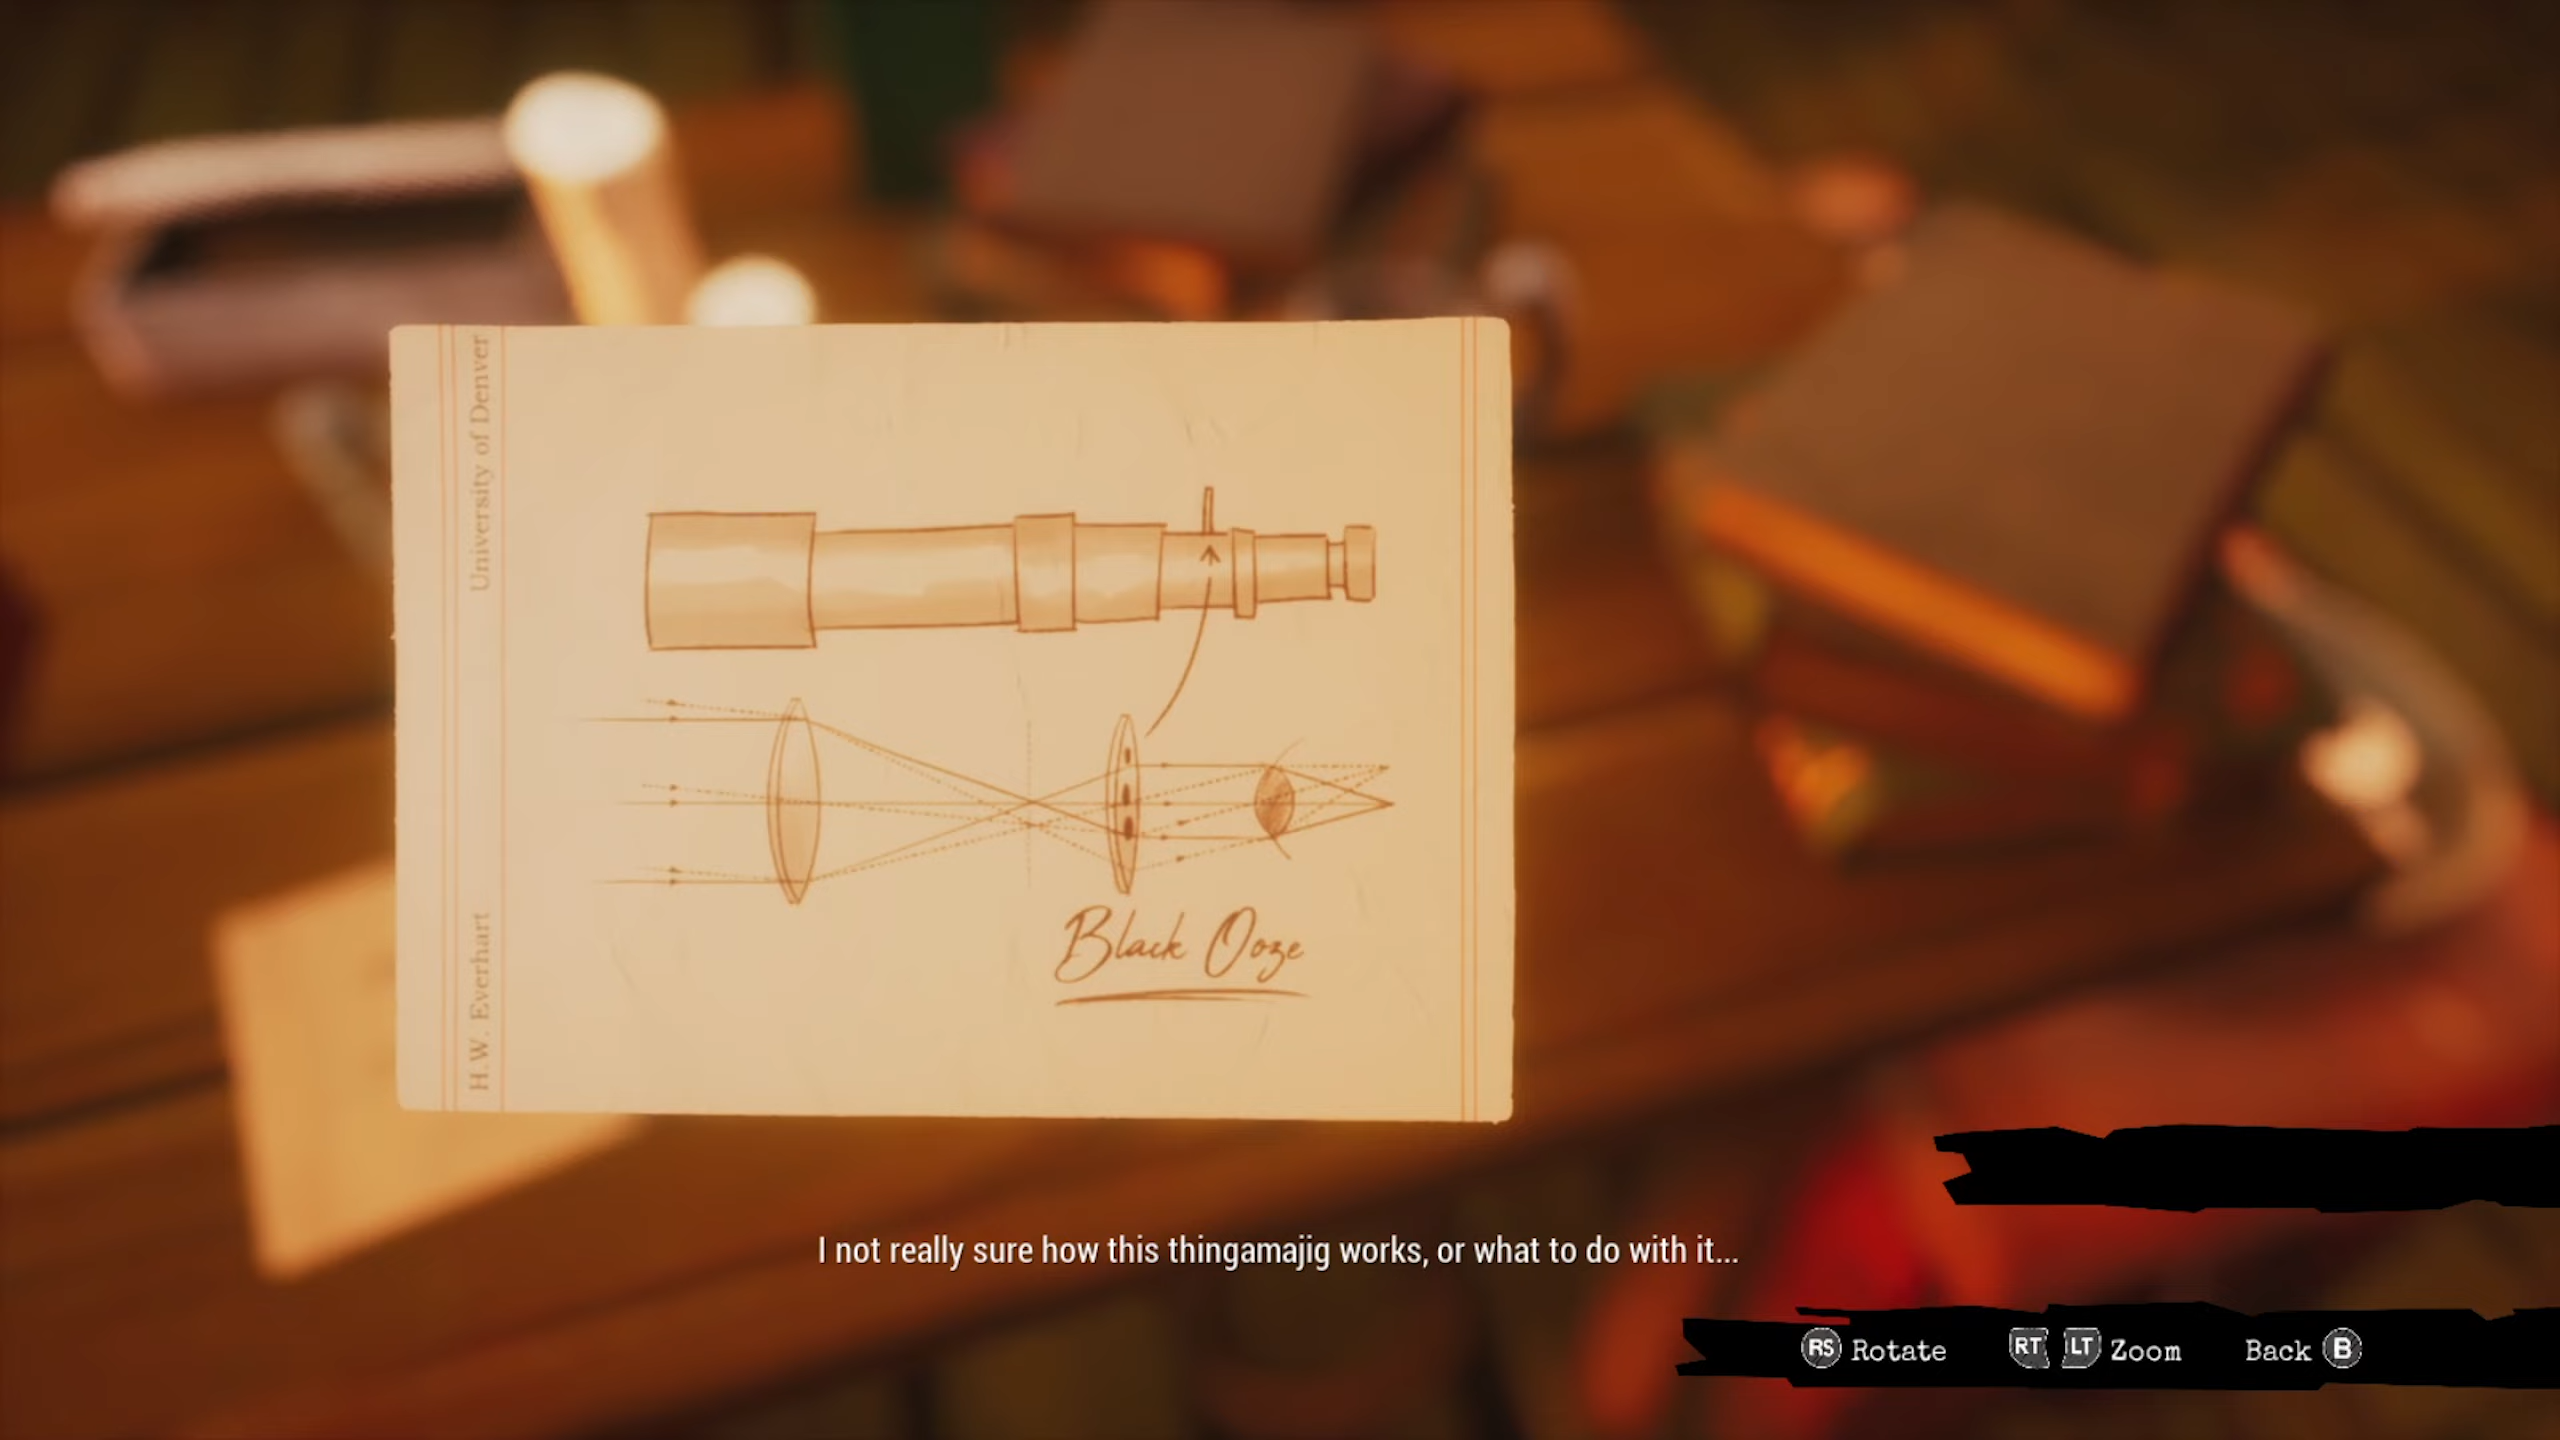 University of Denver
H.W. Everhart
Black Ooze
I not really sure how this thingamajig works, or what to do with it...
RS Rotate RT LT Zoom Back B